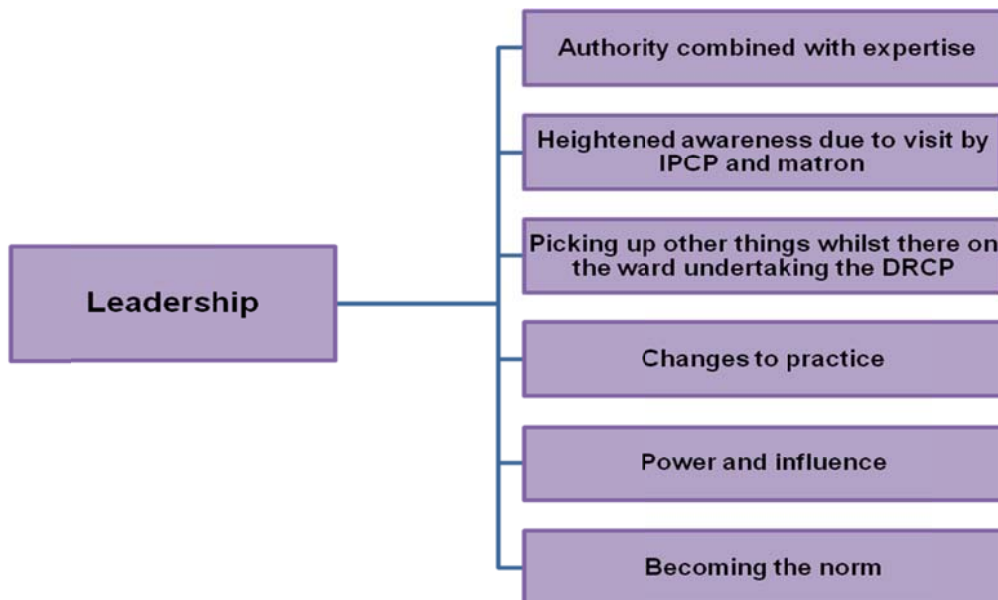 Authority combined with expertise
Heightened awareness due to visit by
IPCP and matron
Picking up other things whilst there on
the ward undertaking the DRCP
Leadership
Changes to practice
Power and influence
Becoming the norm